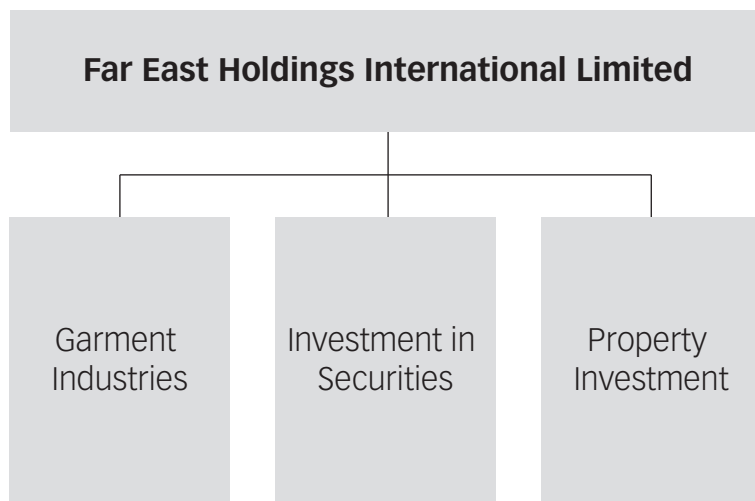 Far East Holdings International Limited
Garment
Industries
Investment in
Securities
Property
Investment